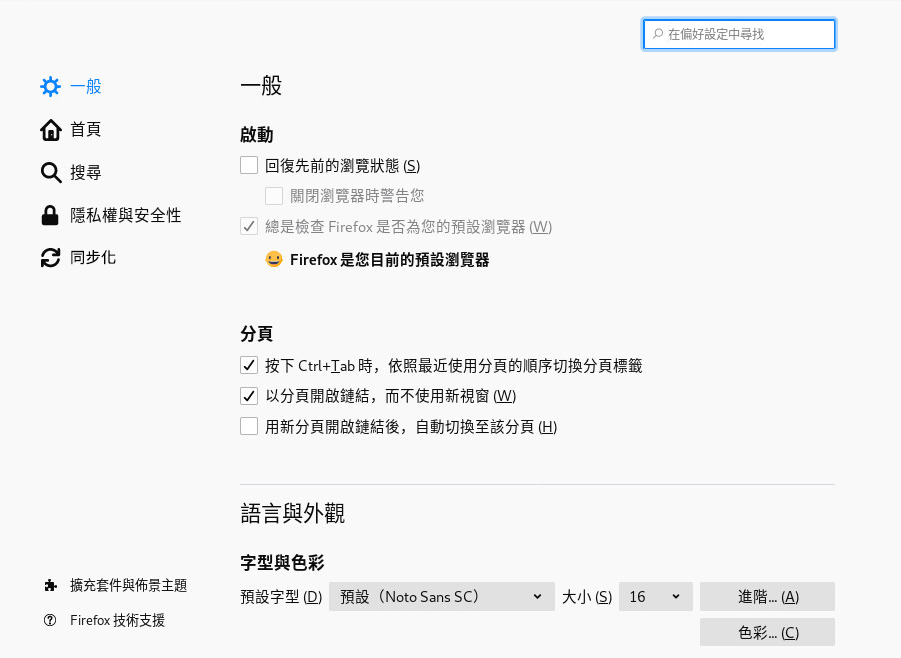 在偏好設定中尋找
一般
首頁
搜尋
隱私權與安全性
同步化
擴充套件與佈景主題
Firefox 技術支援
一般
啟動
回復先前的瀏覽狀態 (S)
關閉瀏覽器時警告您
總是檢查 Firefox 是否為您的預設瀏覽器 (W)
Firefox 是您目前的預設瀏覽器
分頁
按下 Ctrl+Tab 時，依照最近使用分頁的順序切換分頁標籤
以分頁開啟鏈結，而不使用新視窗 (W)
用新分頁開啟鏈結後，自動切換至該分頁 (H)
語言與外觀
字型與色彩
預設字型 (D) 預設（Noto Sans SC） 大小 (S) 16 進階... (A)
色彩... (C)